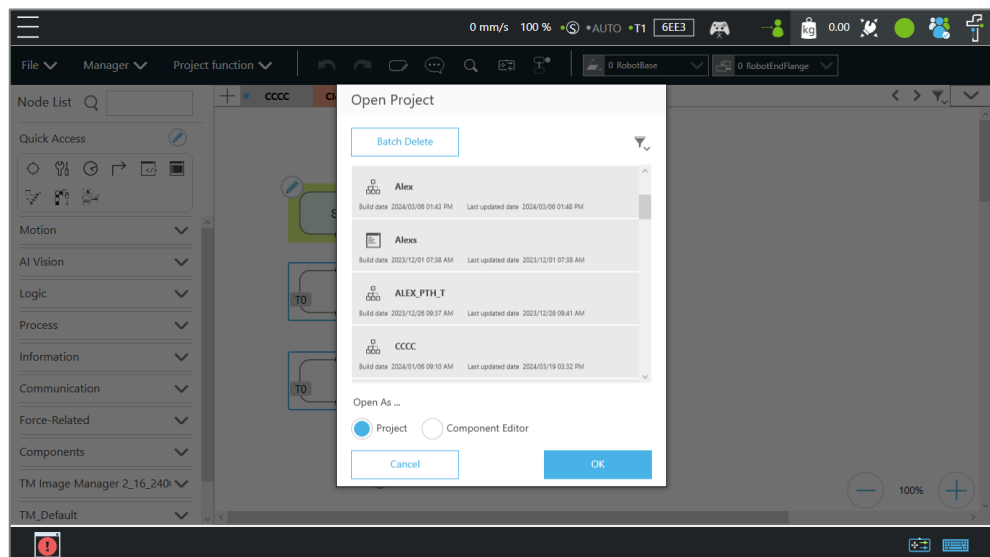 0 mm/s 100 % •Ⓢ •AUTO •T1 6EE3 kg 0.00
File Manager Project function 0 RobotBase 0 RobotEndFlange
Node List
CCCC
Open Project
Quick Access
Batch Delete
Alex
Build date 2024/03/06 01:43 PM Last updated date 2024/03/06 01:48 PM
Alexs
Build date 2023/12/01 07:38 AM Last updated date 2023/12/01 07:38 AM
ALEX_PTH_T
Build date 2023/12/26 09:37 AM Last updated date 2023/12/26 09:41 AM
CCCC
Build date 2024/01/06 09:10 AM Last updated date 2024/03/19 03:32 PM
Open As ...
Project Component Editor
Cancel OK
Motion
AI Vision
Logic
Process
Information
Communication
Force-Related
Components
TM Image Manager 2_16_240
TM_Default
T0
T0
100%